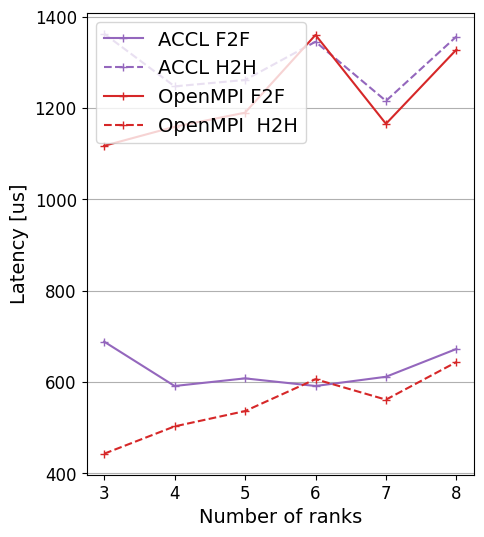 1400
1200
1000
800
600
400
Latency [us]
ACCL F2F
ACCL H2H
OpenMPI F2F
OpenMPI  H2H
3 4 5 6 7 8
Number of ranks